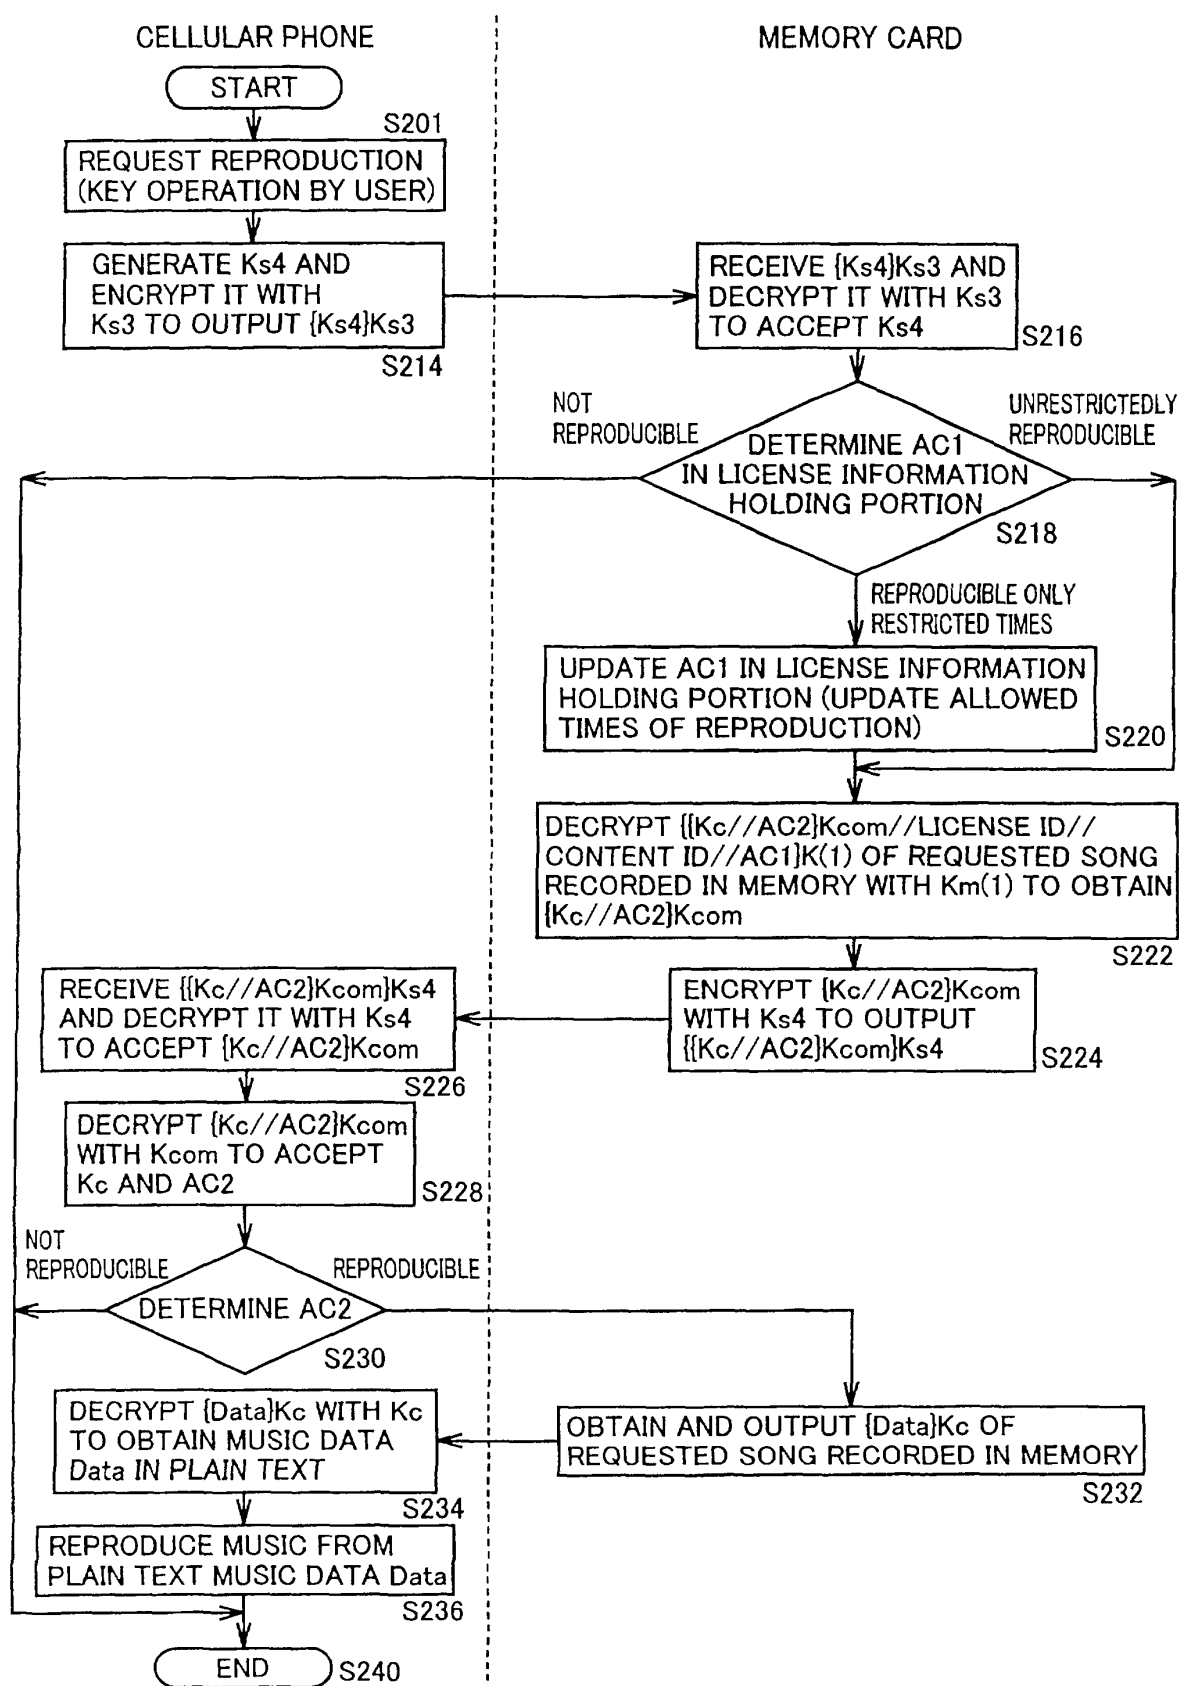 CELLULAR PHONE
MEMORY CARD
START
S201
REQUEST REPRODUCTION
(KEY OPERATION BY USER)
GENERATE Ks4 AND
ENCRYPT IT WITH
Ks3 TO OUTPUT {Ks4}Ks3
S214
RECEIVE {Ks4}Ks3 AND
DECRYPT IT WITH Ks3
TO ACCEPT Ks4
S216
NOT
REPRODUCIBLE
UNRESTRICTEDLY
REPRODUCIBLE
DETERMINE AC1
IN LICENSE INFORMATION
HOLDING PORTION
S218
REPRODUCIBLE ONLY
RESTRICTED TIMES
UPDATE AC1 IN LICENSE INFORMATION
HOLDING PORTION (UPDATE ALLOWED
TIMES OF REPRODUCTION)
S220
DECRYPT {{Kc//AC2}Kcom//LICENSE ID//
CONTENT ID//AC1}K(1) OF REQUESTED SONG
RECORDED IN MEMORY WITH Km(1) TO OBTAIN
{Kc//AC2}Kcom
S222
ENCRYPT {Kc//AC2}Kcom
WITH Ks4 TO OUTPUT
{{Kc//AC2}Kcom}Ks4
S224
RECEIVE {{Kc//AC2}Kcom}Ks4
AND DECRYPT IT WITH Ks4
TO ACCEPT {Kc//AC2}Kcom
S226
DECRYPT {Kc//AC2}Kcom
WITH Kcom TO ACCEPT
Kc AND AC2
S228
NOT
REPRODUCIBLE
REPRODUCIBLE
DETERMINE AC2
S230
OBTAIN AND OUTPUT {Data}Kc OF
REQUESTED SONG RECORDED IN MEMORY
S232
DECRYPT {Data}Kc WITH Kc
TO OBTAIN MUSIC DATA
Data IN PLAIN TEXT
S234
REPRODUCE MUSIC FROM
PLAIN TEXT MUSIC DATA Data
S236
END
S240